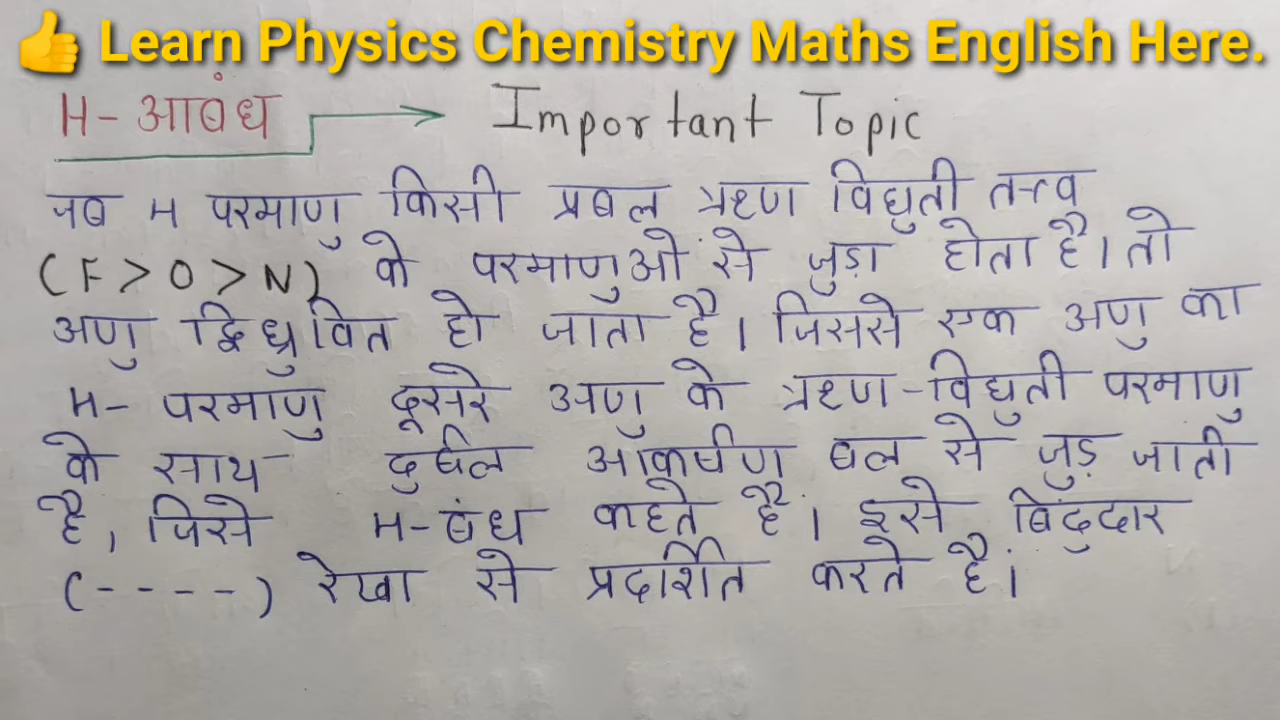 👍 Learn Physics Chemistry Maths English Here.
H- आबंध → Important Topic
जब H परमाणु किसी प्रबल ऋण विद्युती तत्व
(F > O > N) के परमाणुओं से जुड़ा होता है। तो
अणु द्विध्रुवित हो जाता है। जिससे एक अणु का
H- परमाणु दूसरे अणु के ऋण-विद्युती परमाणु
के साथ दुर्बल आकर्षण बल से जुड़ जाती
है, जिसे H-बंध कहते हैं। इसे बिंदुदार
(----) रेखा से प्रदर्शित करते हैं।